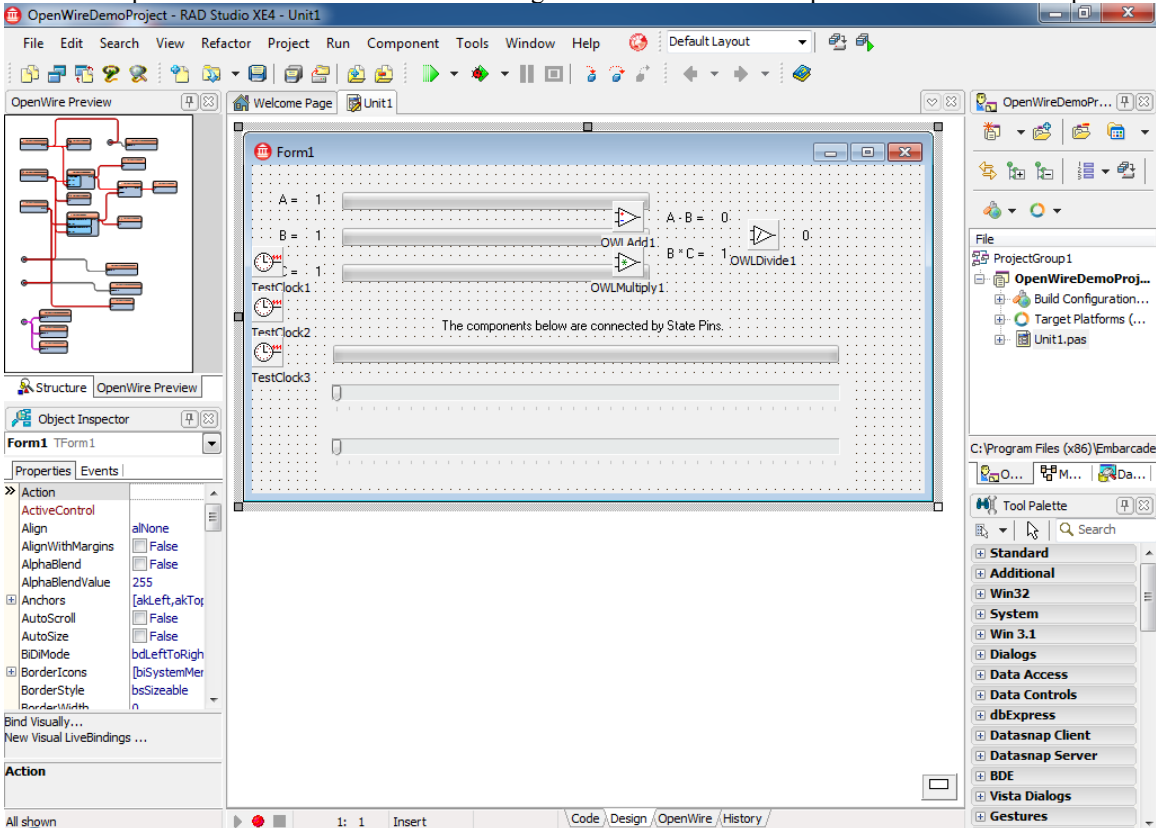 OpenWireDemoProject - RAD Studio XE4 - Unit1
File Edit Search View Refactor Project Run Component Tools Window Help Default Layout
OpenWire Preview
Structure OpenWire Preview
Object Inspector
Form1 TForm1
Properties Events
Action
ActiveControl
Align alNone
AlignWithMargins False
AlphaBlend False
AlphaBlendValue 255
Anchors [akLeft,akTop
AutoScroll False
AutoSize False
BiDiMode bdLeftToRigh
BorderIcons [biSystemMer
BorderStyle bsSizeable
BorderWidth 0
Bind Visually...
New Visual LiveBindings ...
Action
All shown
Welcome Page Unit1
Form1
A = 1
A - B = 0
B = 1
0
OWLAdd1
C = 1
B * C = 1
OWLDivide1
TestClock1
OWLMultiply1
The components below are connected by State Pins.
TestClock2
TestClock3
1: 1 Insert Code Design OpenWire History
OpenWireDemoPr...
File
ProjectGroup1
OpenWireDemoProj...
Build Configuration...
Target Platforms (...
Unit1.pas
C:\Program Files (x86)\Embarcade
O... M... Da...
Tool Palette
Search
Standard
Additional
Win32
System
Win 3.1
Dialogs
Data Access
Data Controls
dbExpress
Datasnap Client
Datasnap Server
BDE
Vista Dialogs
Gestures